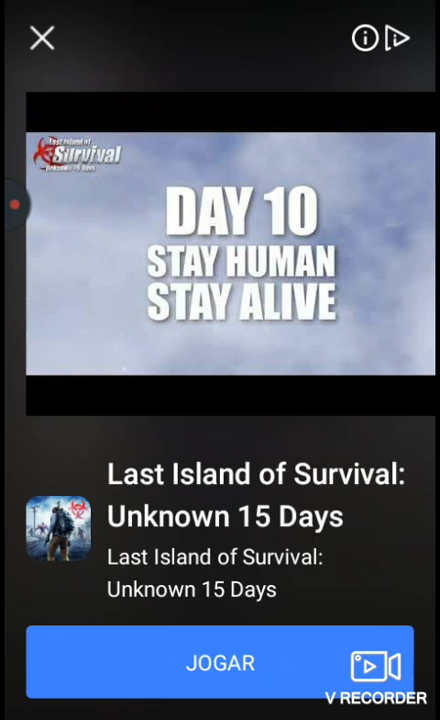 Last Island of
Survival
Unknown 15 Days
DAY 10
STAY HUMAN
STAY ALIVE
Last Island of Survival:
Unknown 15 Days
Last Island of Survival:
Unknown 15 Days
JOGAR
V RECORDER